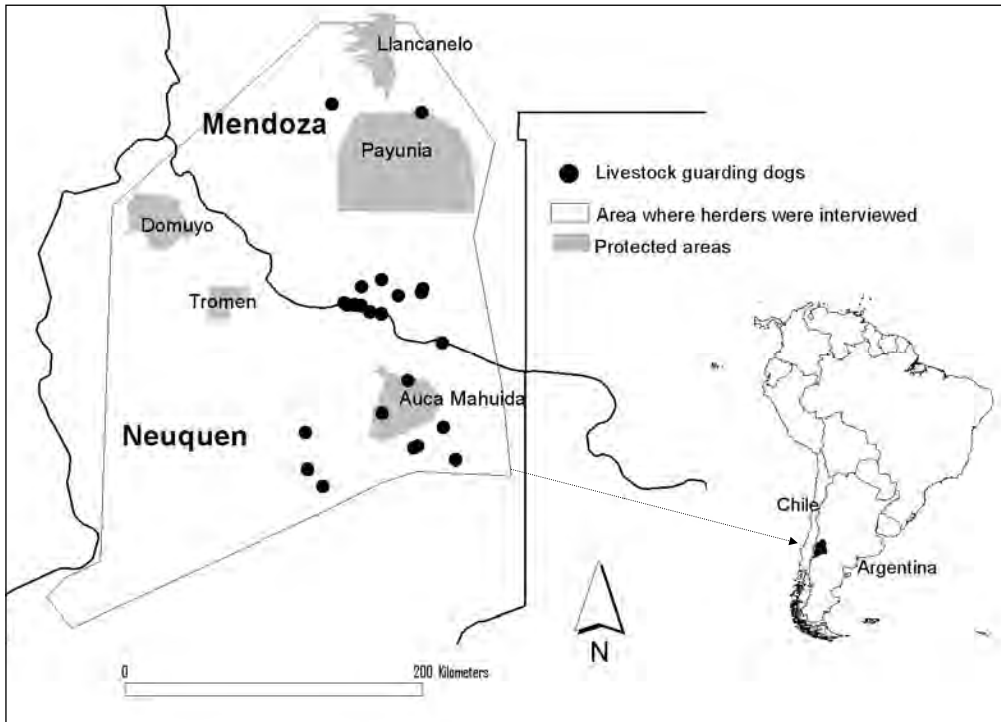 Llancanelo
Mendoza
Payunia
Livestock guarding dogs
Area where herders were interviewed
Protected areas
Domuyo
Tromen
Auca Mahuida
Neuquen
Chile
Argentina
N
0 200 Kilometers